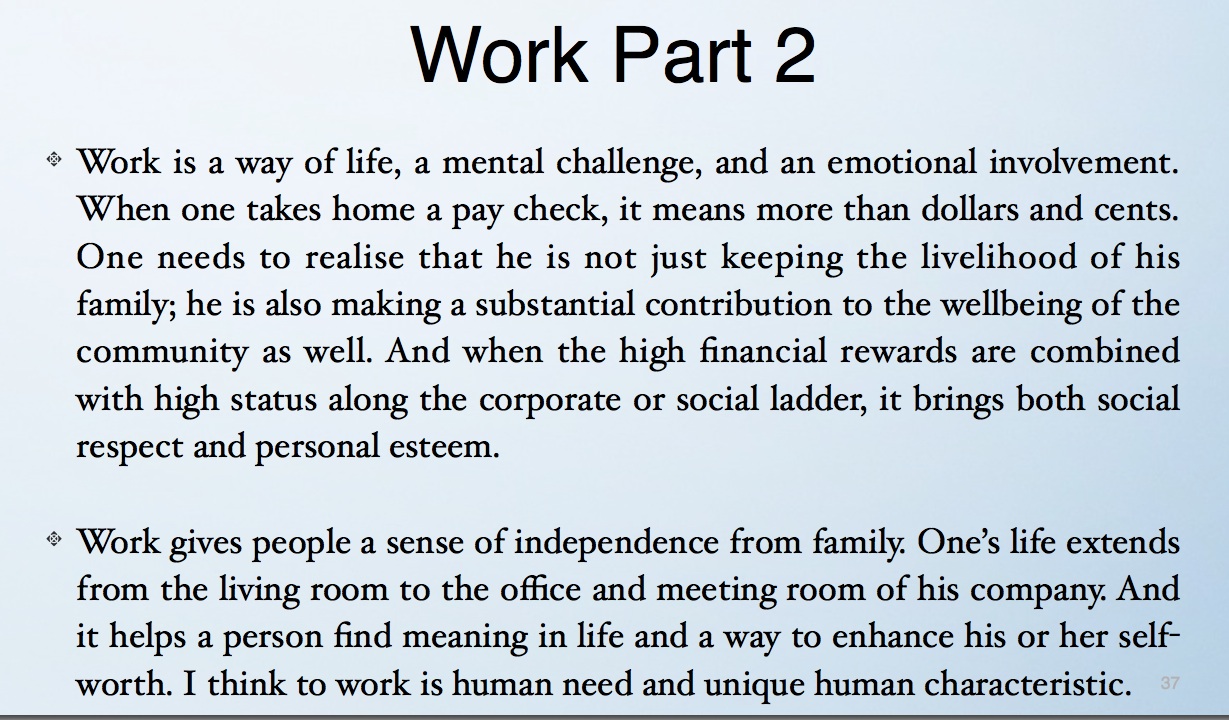 Work Part 2
Work is a way of life, a mental challenge, and an emotional involvement.
When one takes home a pay check, it means more than dollars and cents.
One needs to realise that he is not just keeping the livelihood of his
family; he is also making a substantial contribution to the wellbeing of the
community as well. And when the high financial rewards are combined
with high status along the corporate or social ladder, it brings both social
respect and personal esteem.
Work gives people a sense of independence from family. One’s life extends
from the living room to the office and meeting room of his company. And
it helps a person find meaning in life and a way to enhance his or her self-
worth. I think to work is human need and unique human characteristic.
37